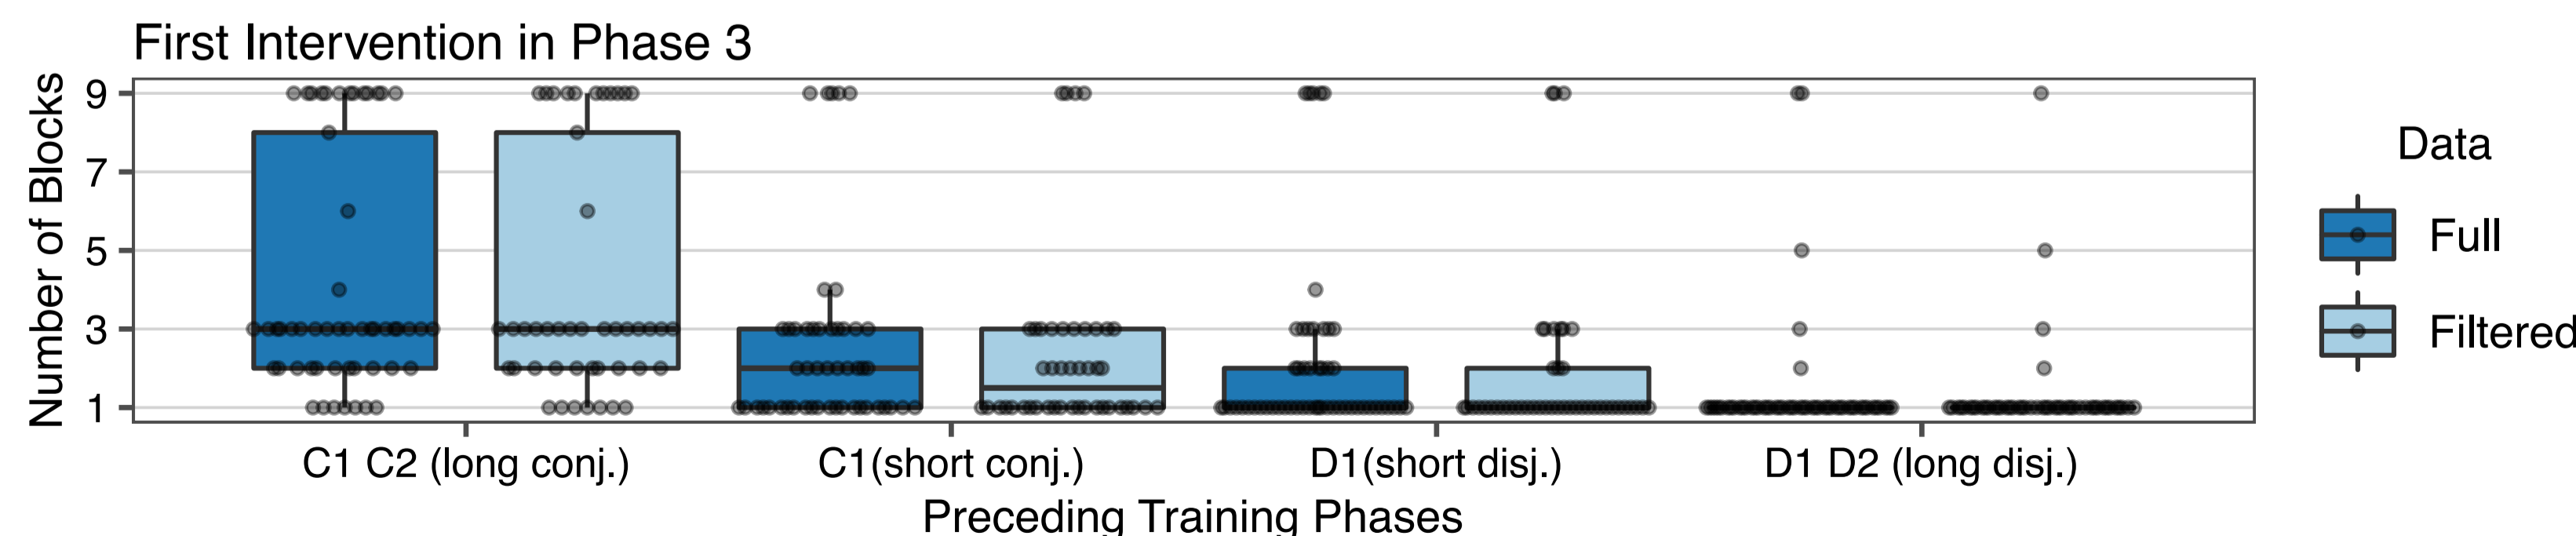 First Intervention in Phase 3
Number of Blocks
9
7
5
3
1
C1 C2 (long conj.)
C1(short conj.)
D1(short disj.)
D1 D2 (long disj.)
Preceding Training Phases
Data
Full
Filtered